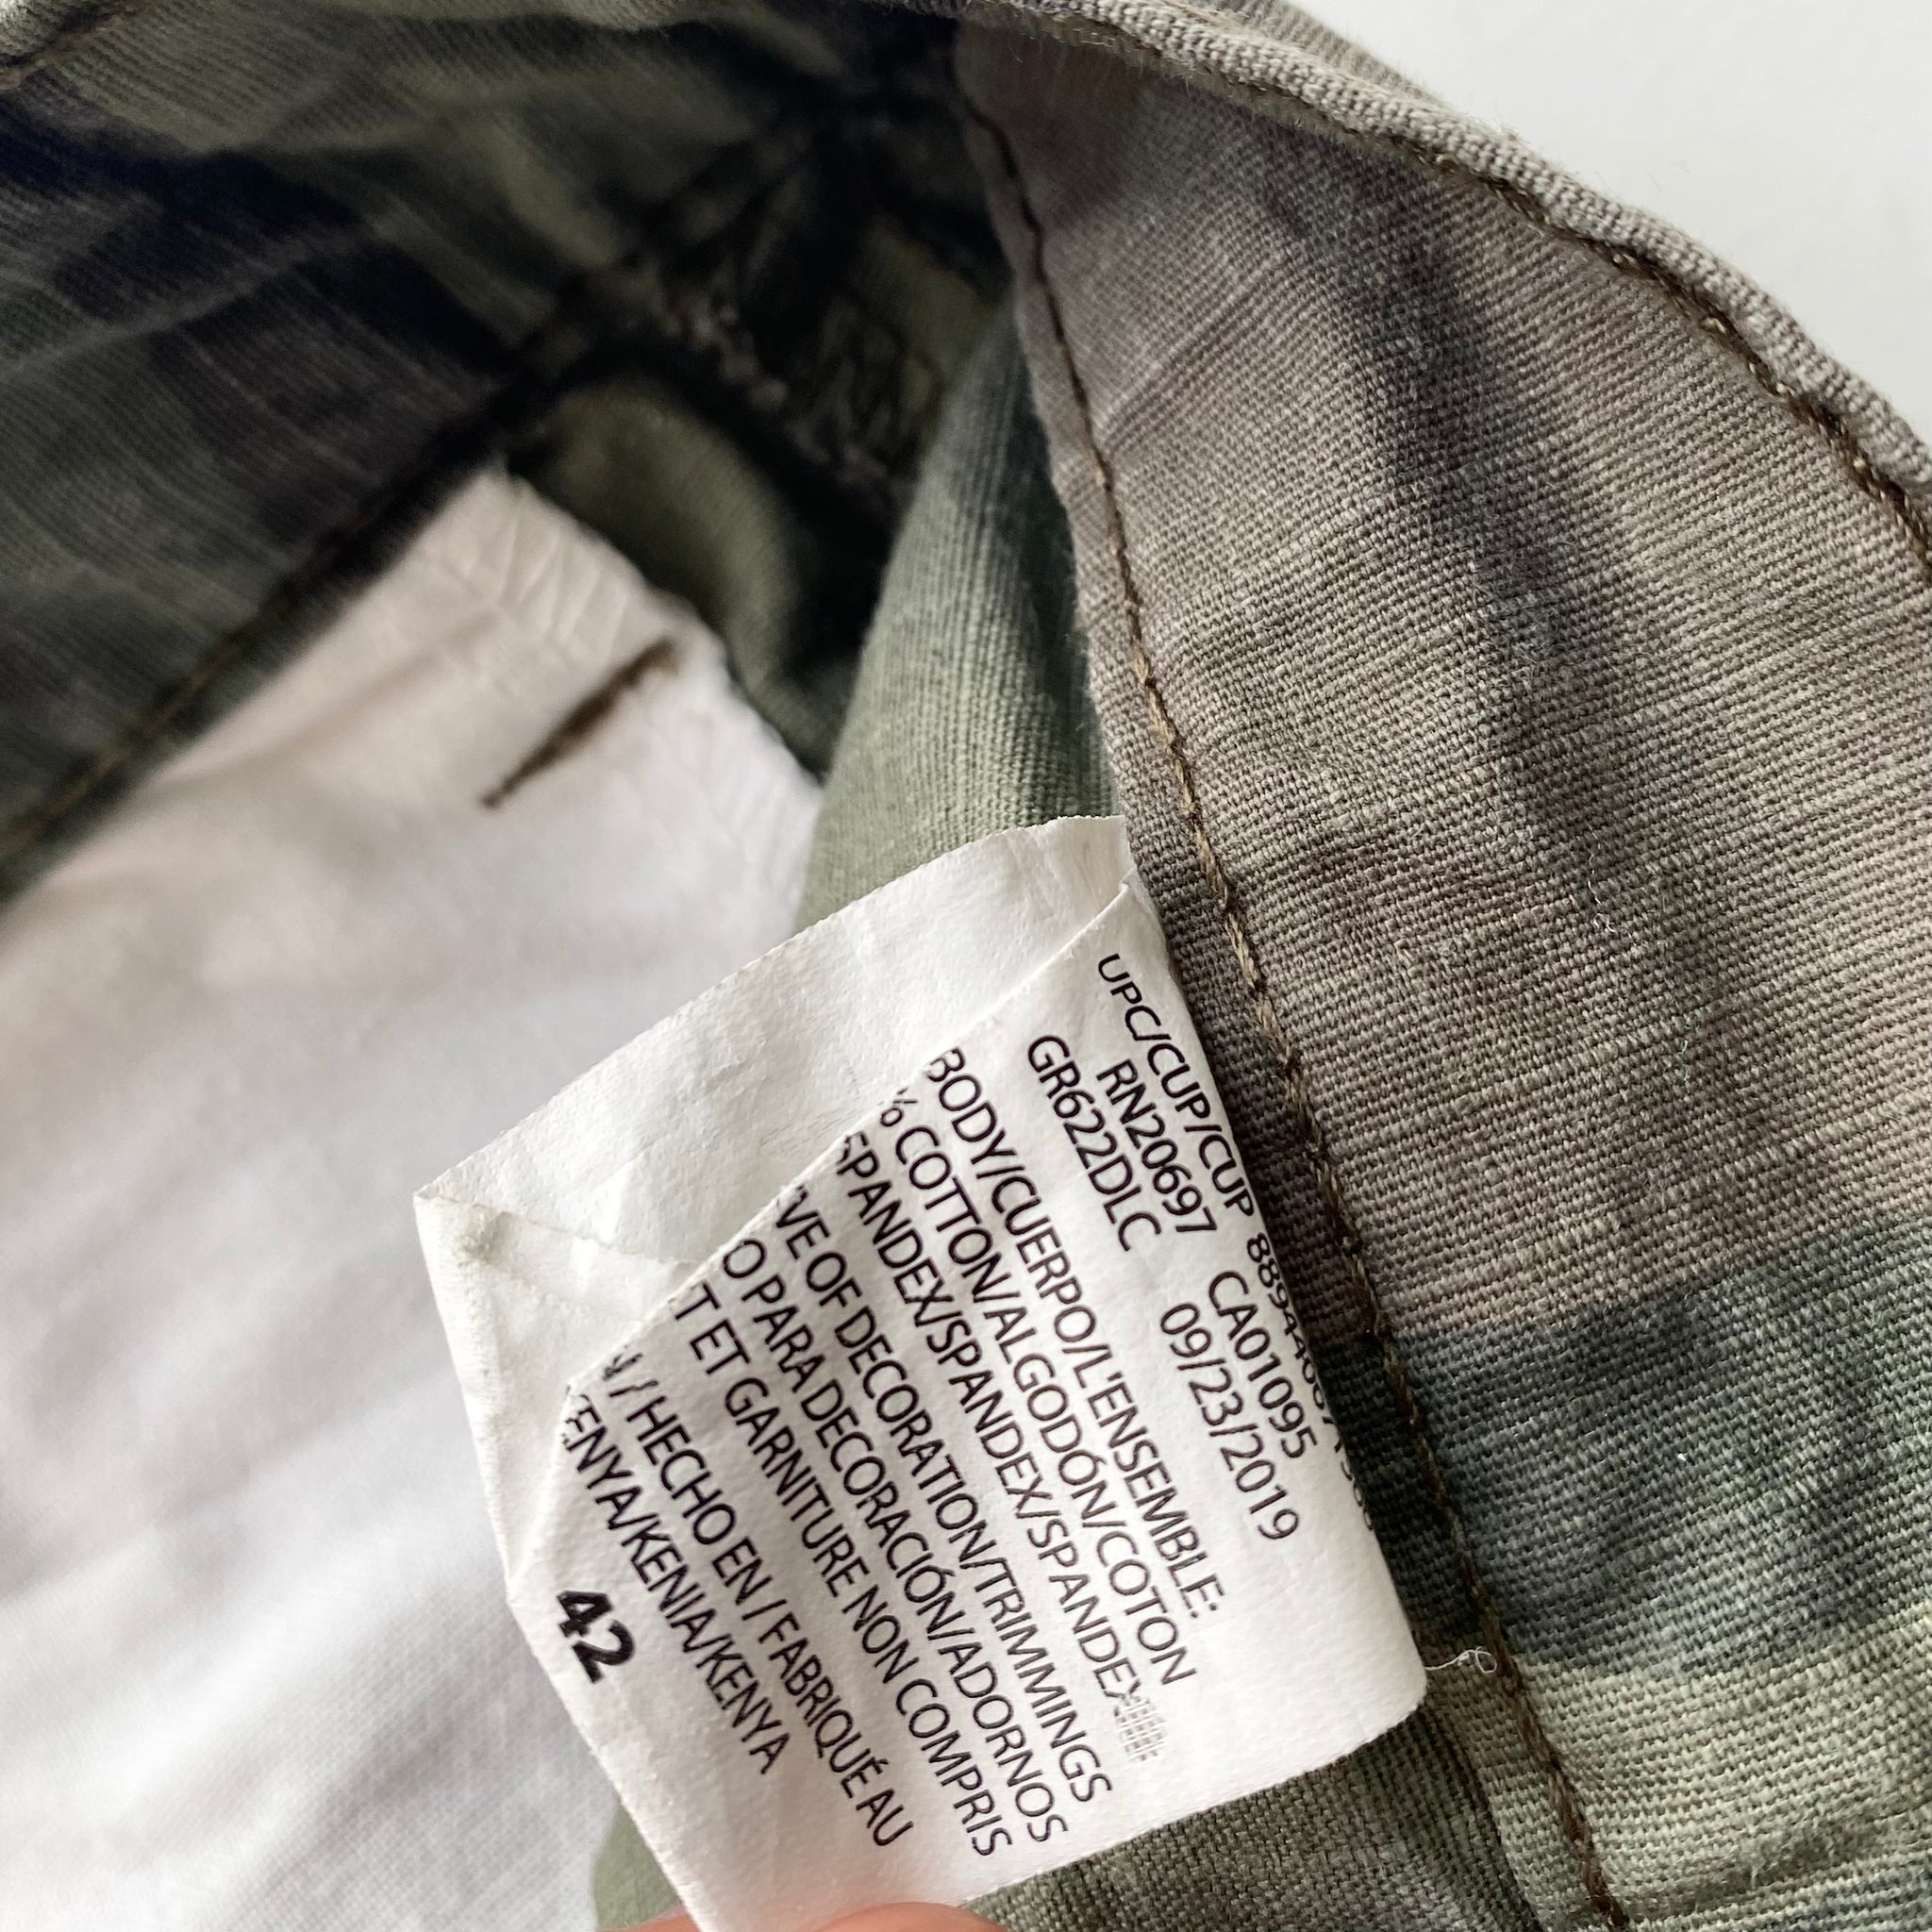 UPC/CUP/CUP
RN20697 CA01095
GR622DLC 09/23/2019
BODY/CUERPO/L'ENSEMBLE:
% COTTON/ALGODÓN/COTON
SPANDEX/SPANDEX/SPANDEX
OF DECORATION/TRIMMINGS
O PARA DECORACIÓN/ADORNOS
ET GARNITURE NON COMPRIS
/ HECHO EN / FABRIQUÉ AU
KENYA/KENIA/KENYA
42